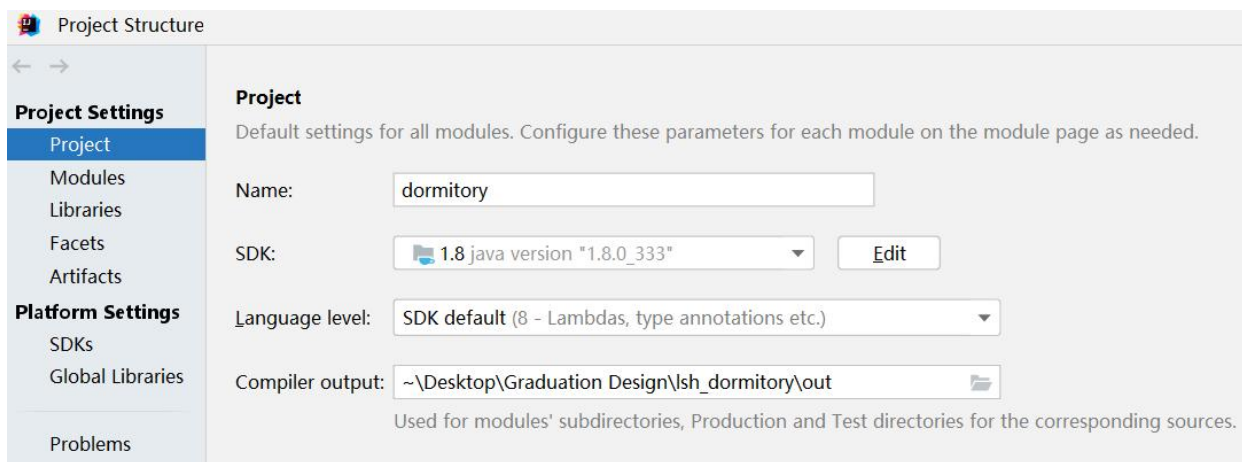 Project Structure
Project Settings
Project
Modules
Libraries
Facets
Artifacts
Platform Settings
SDKs
Global Libraries
Problems
Project
Default settings for all modules. Configure these parameters for each module on the module page as needed.
Name: dormitory
SDK: 1.8 java version "1.8.0_333" Edit
Language level: SDK default (8 - Lambdas, type annotations etc.)
Compiler output: ~\Desktop\Graduation Design\lsh_dormitory\out
Used for modules' subdirectories, Production and Test directories for the corresponding sources.